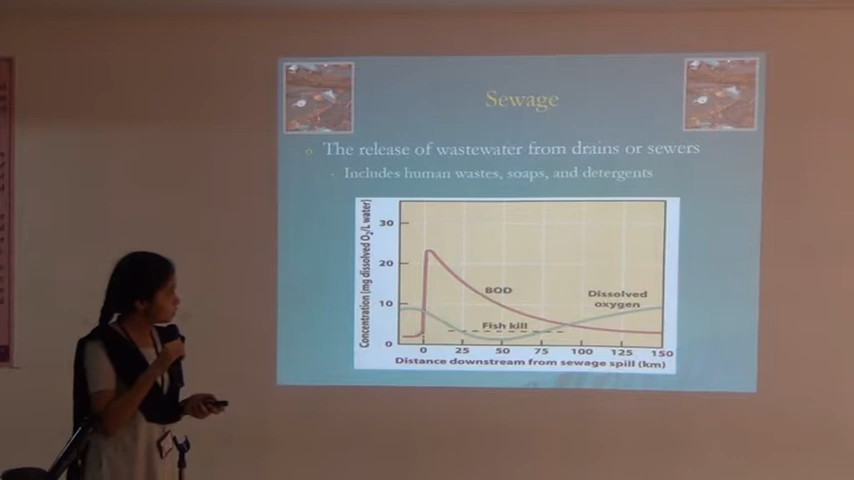 Sewage
The release of wastewater from drains or sewers
Includes human wastes, soaps, and detergents
Concentration (mg dissolved O₂/L water)
30
20
10
0
BOD
Dissolved
oxygen
Fish kill
0 25 50 75 100 125 150
Distance downstream from sewage spill (km)